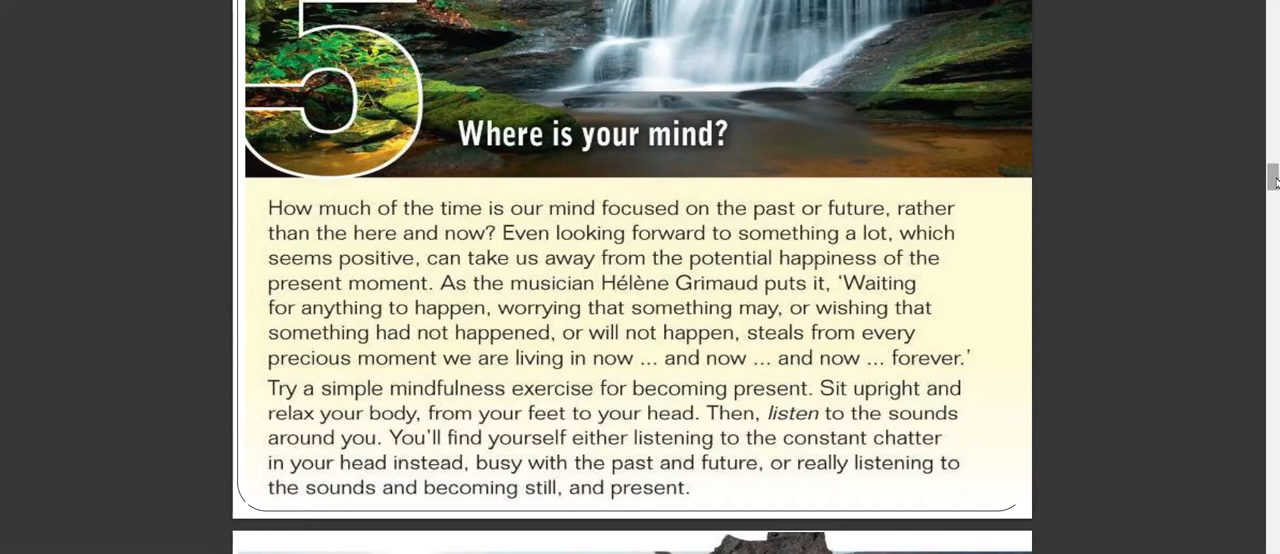 5
Where is your mind?
How much of the time is our mind focused on the past or future, rather
than the here and now? Even looking forward to something a lot, which
seems positive, can take us away from the potential happiness of the
present moment. As the musician Hélène Grimaud puts it, ‘Waiting
for anything to happen, worrying that something may, or wishing that
something had not happened, or will not happen, steals from every
precious moment we are living in now ... and now ... and now ... forever.’
Try a simple mindfulness exercise for becoming present. Sit upright and
relax your body, from your feet to your head. Then, listen to the sounds
around you. You’ll find yourself either listening to the constant chatter
in your head instead, busy with the past and future, or really listening to
the sounds and becoming still, and present.